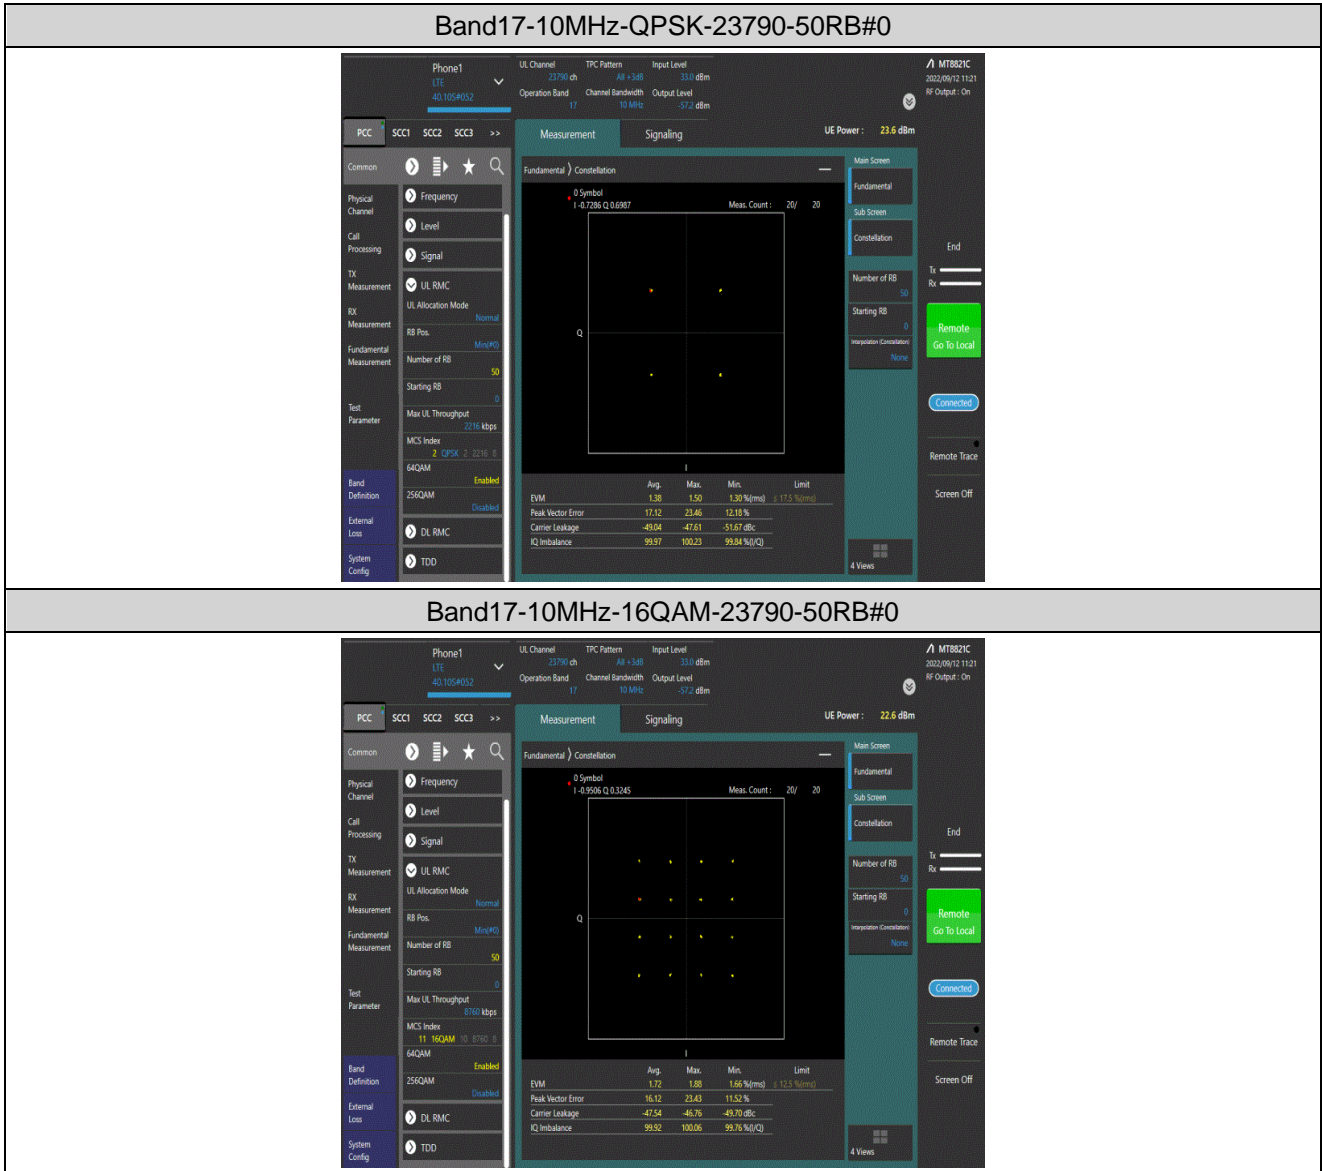 Band17-10MHz-QPSK-23790-50RB#0
Phone1
LTE
40.105#052
UL Channel TPC Pattern Input Level
23790 ch All +3dB 33.0 dBm
Operation Band Channel Bandwidth Output Level
17 10 MHz -57.2 dBm
MT8821C
2022/09/12 11:21
RF Output : On
PCC SCC1 SCC2 SCC3 >>
Measurement Signaling
UE Power : 23.6 dBm
Common
Physical Channel
Call Processing
TX Measurement
RX Measurement
Fundamental Measurement
Test Parameter
Band Definition
External Loss
System Config
Frequency
Level
Signal
UL RMC
UL Allocation Mode
Normal
RB Pos.
Min(#0)
Number of RB
50
Starting RB
0
Max UL Throughput
2216 kbps
MCS Index
2 QPSK 2 2216 8
64QAM
Enabled
256QAM
Disabled
DL RMC
TDD
Fundamental Constellation
0 Symbol
I -0.7286 Q 0.6987 Meas. Count : 20/ 20
Q
I
Avg. Max. Min. Limit
EVM 1.38 1.50 1.30 %(rms) ≤ 17.5 %(rms)
Peak Vector Error 17.12 23.46 12.18 %
Carrier Leakage -49.04 -47.61 -51.67 dBc
IQ Imbalance 99.97 100.23 99.84 %(I/Q)
Main Screen
Fundamental
Sub Screen
Constellation
Number of RB
50
Starting RB
0
Interpolation (Constellation)
None
4 Views
End
Tx
Rx
Remote
Go To Local
Connected
Remote Trace
Screen Off
Band17-10MHz-16QAM-23790-50RB#0
Phone1
LTE
40.105#052
UL Channel TPC Pattern Input Level
23790 ch All +3dB 33.0 dBm
Operation Band Channel Bandwidth Output Level
17 10 MHz -57.2 dBm
MT8821C
2022/09/12 11:21
RF Output : On
PCC SCC1 SCC2 SCC3 >>
Measurement Signaling
UE Power : 22.6 dBm
Common
Physical Channel
Call Processing
TX Measurement
RX Measurement
Fundamental Measurement
Test Parameter
Band Definition
External Loss
System Config
Frequency
Level
Signal
UL RMC
UL Allocation Mode
Normal
RB Pos.
Min(#0)
Number of RB
50
Starting RB
0
Max UL Throughput
8760 kbps
MCS Index
11 16QAM 10 8760 8
64QAM
Enabled
256QAM
Disabled
DL RMC
TDD
Fundamental Constellation
0 Symbol
I -0.9506 Q 0.3245 Meas. Count : 20/ 20
Q
I
Avg. Max. Min. Limit
EVM 1.72 1.88 1.66 %(rms) ≤ 12.5 %(rms)
Peak Vector Error 16.12 23.43 11.52 %
Carrier Leakage -47.54 -46.76 -49.70 dBc
IQ Imbalance 99.92 100.06 99.76 %(I/Q)
Main Screen
Fundamental
Sub Screen
Constellation
Number of RB
50
Starting RB
0
Interpolation (Constellation)
None
4 Views
End
Tx
Rx
Remote
Go To Local
Connected
Remote Trace
Screen Off